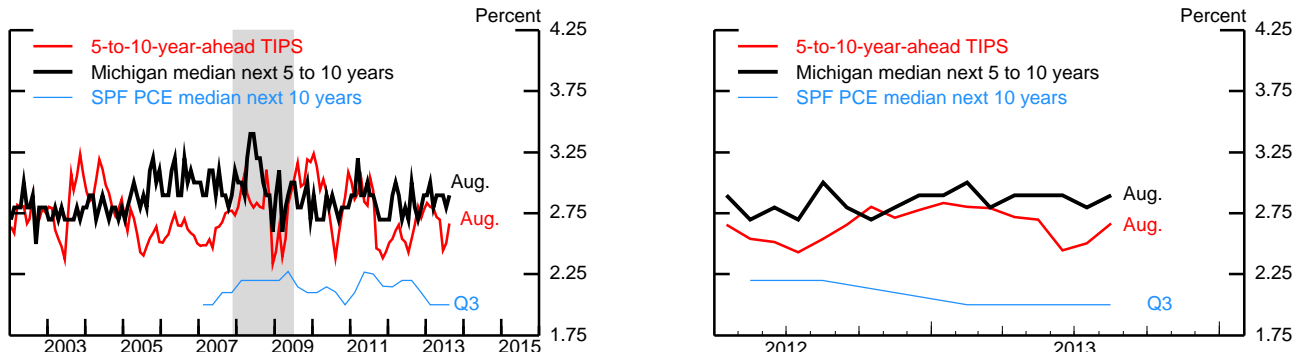 Percent
4.25
5-to-10-year-ahead TIPS
Michigan median next 5 to 10 years
3.75
SPF PCE median next 10 years
3.25
Aug.
2.75
Aug.
2.25
Q3
1.75
2003 2005 2007 2009 2011 2013 2015
Percent
4.25
5-to-10-year-ahead TIPS
Michigan median next 5 to 10 years
3.75
SPF PCE median next 10 years
3.25
Aug.
2.75
Aug.
2.25
Q3
1.75
2012 2013